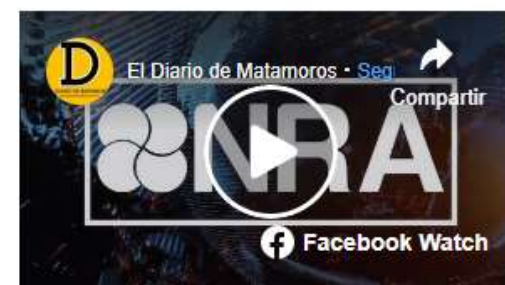 D
El Diario de Matamoros · Seg
Compartir
NRA
Facebook Watch